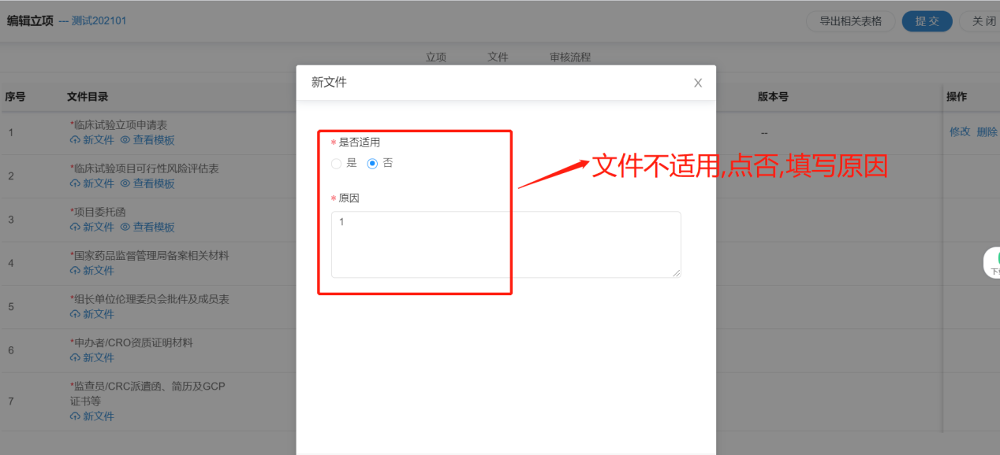 编辑立项 --- 测试202101
导出相关表格
提 交
关 闭
立项
文件
审核流程
新文件
X
序号
文件目录
版本号
操作
1
*临床试验立项申请表
新文件 查看模板
--
修改 删除
2
*临床试验项目可行性风险评估表
新文件 查看模板
3
*项目委托函
新文件 查看模板
4
*国家药品监督管理局备案相关材料
新文件
5
*组长单位伦理委员会批件及成员表
新文件
6
*申办者/CRO资质证明材料
新文件
7
*监查员/CRC派遣函、简历及GCP
证书等
新文件
* 是否适用
是 否
* 原因
1
文件不适用,点否,填写原因
下